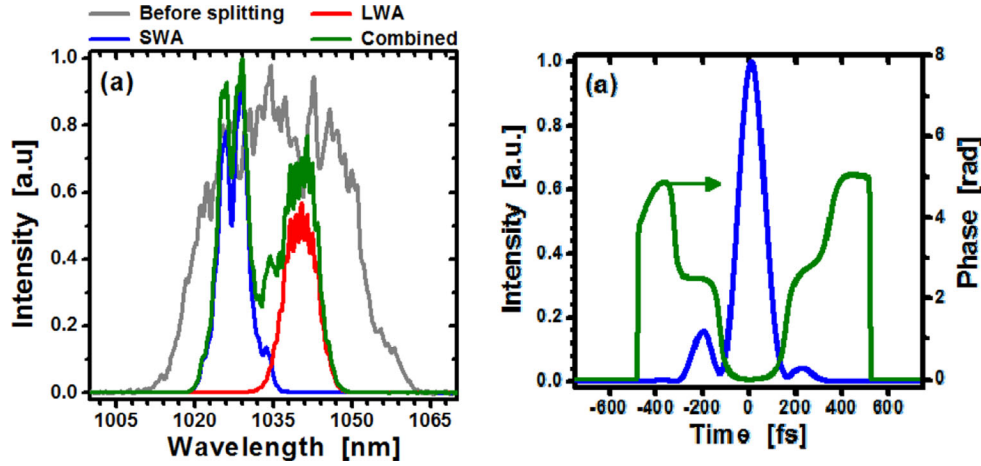 Before splitting LWA
SWA Combined
(a)
Intensity [a.u]
1.0
0.8
0.6
0.4
0.2
0.0
1005 1020 1035 1050 1065
Wavelength [nm]
(a)
Intensity [a.u.]
1.0
0.8
0.6
0.4
0.2
0.0
-600 -400 -200 0 200 400 600
Time [fs]
8
6
4
2
0
Phase [rad]